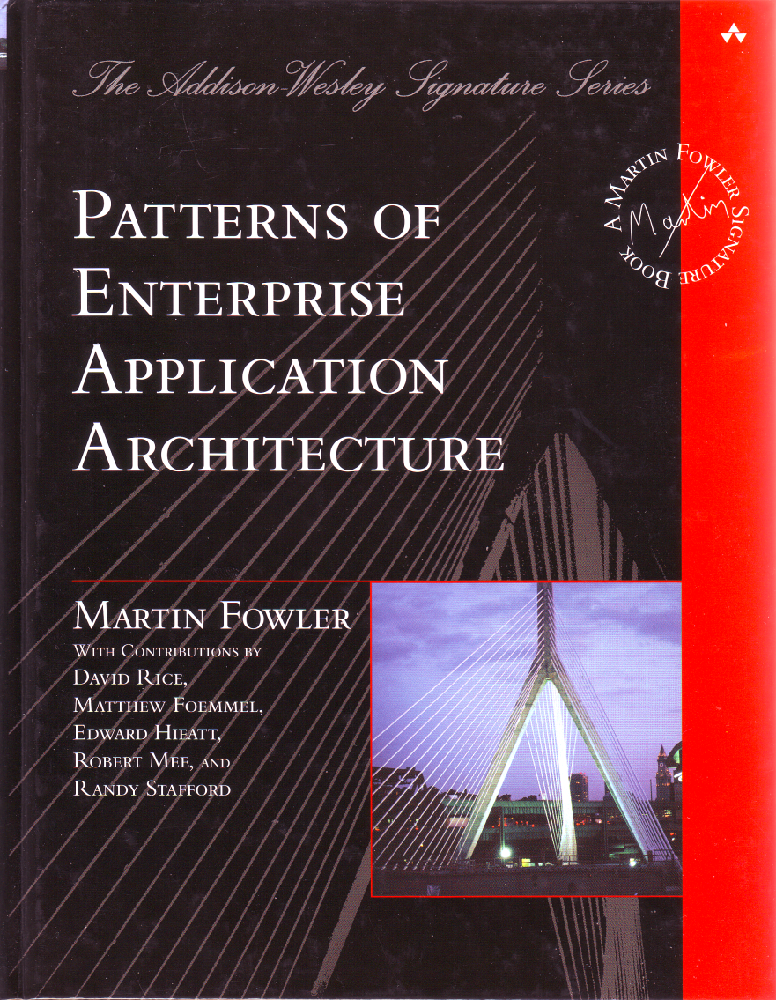 The Addison-Wesley Signature Series
A MARTIN FOWLER SIGNATURE BOOK
Martin
PATTERNS OF
ENTERPRISE
APPLICATION
ARCHITECTURE
MARTIN FOWLER
WITH CONTRIBUTIONS BY
DAVID RICE,
MATTHEW FOEMMEL,
EDWARD HIEATT,
ROBERT MEE, AND
RANDY STAFFORD